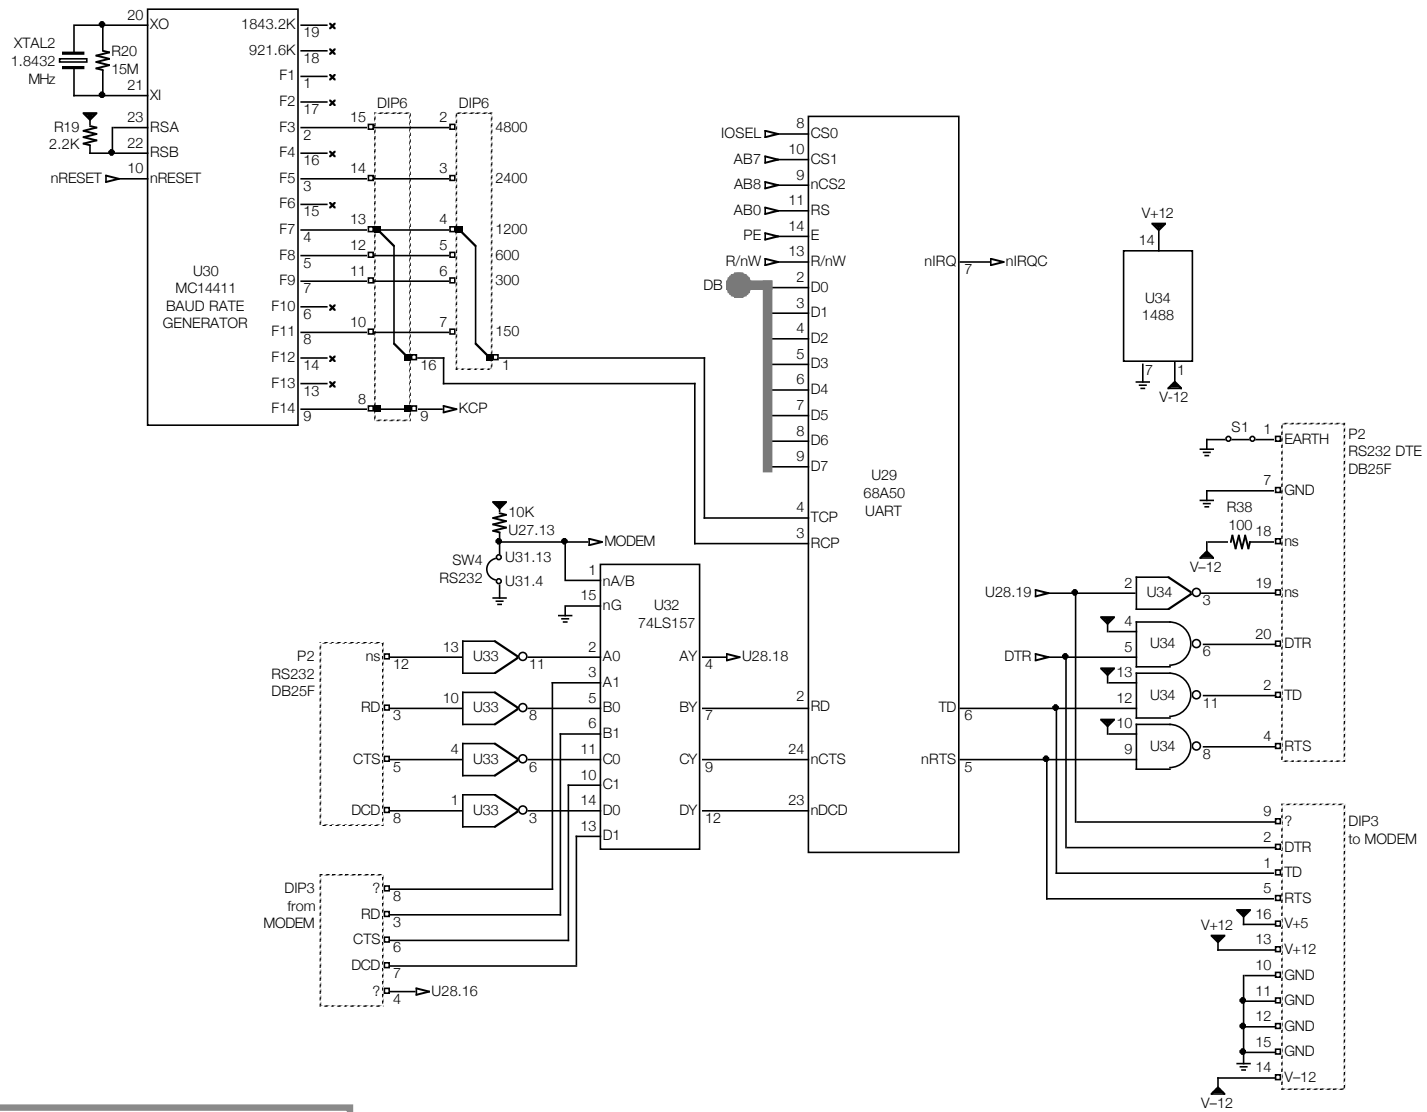 20
XO
1843.2K
19
XTAL2
1.8432
MHz
R20
15M
921.6K
18
F1
1
21
XI
F2
17
DIP6
DIP6
23
RSA
F3
2
15
2
4800
R19
2.2K
22
RSB
F4
16
nRESET
10
nRESET
F5
3
14
3
2400
F6
15
F7
4
13
4
1200
F8
5
12
5
600
U30
MC14411
BAUD RATE
GENERATOR
F9
7
11
6
300
F10
6
F11
8
10
7
150
F12
14
16
1
F13
13
F14
9
8
9
KCP
IOSEL
8
CS0
AB7
10
CS1
AB8
9
nCS2
AB0
11
RS
PE
14
E
R/nW
13
R/nW
nIRQ
7
nIRQC
DB
2
D0
3
D1
4
D2
5
D3
6
D4
7
D5
8
D6
9
D7
U29
68A50
UART
4
TCP
3
RCP
V+12
14
U34
1488
7
1
V-12
S1
1
EARTH
P2
RS232 DTE
DB25F
7
GND
R38
100
18
ns
V–12
U28.19
2
U34
3
19
ns
4
DTR
5
U34
6
20
DTR
13
12
U34
11
2
TD
10
9
U34
8
4
RTS
10K
U27.13
MODEM
SW4
RS232
U31.13
U31.4
1
nA/B
15
nG
U32
74LS157
P2
RS232
DB25F
ns
12
13
U33
11
2
A0
AY
4
U28.18
3
A1
RD
3
10
U33
8
5
B0
BY
7
2
RD
TD
6
6
B1
CTS
5
4
U33
6
11
C0
CY
9
24
nCTS
nRTS
5
10
C1
DCD
8
1
U33
3
14
D0
DY
12
23
nDCD
13
D1
DIP3
from
MODEM
?
8
RD
3
CTS
6
DCD
7
?
4
U28.16
9
?
DIP3
to MODEM
2
DTR
1
TD
5
RTS
16
V+5
V+12
13
V+12
10
GND
11
GND
12
GND
15
GND
14
V–12
V–12